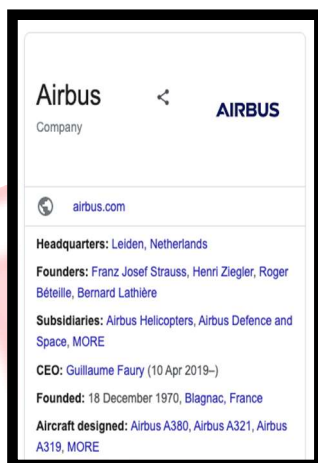 Airbus
AIRBUS
Company
airbus.com
Headquarters: Leiden, Netherlands
Founders: Franz Josef Strauss, Henri Ziegler, Roger
Béteille, Bernard Lathière
Subsidiaries: Airbus Helicopters, Airbus Defence and
Space, MORE
CEO: Guillaume Faury (10 Apr 2019–)
Founded: 18 December 1970, Blagnac, France
Aircraft designed: Airbus A380, Airbus A321, Airbus
A319, MORE